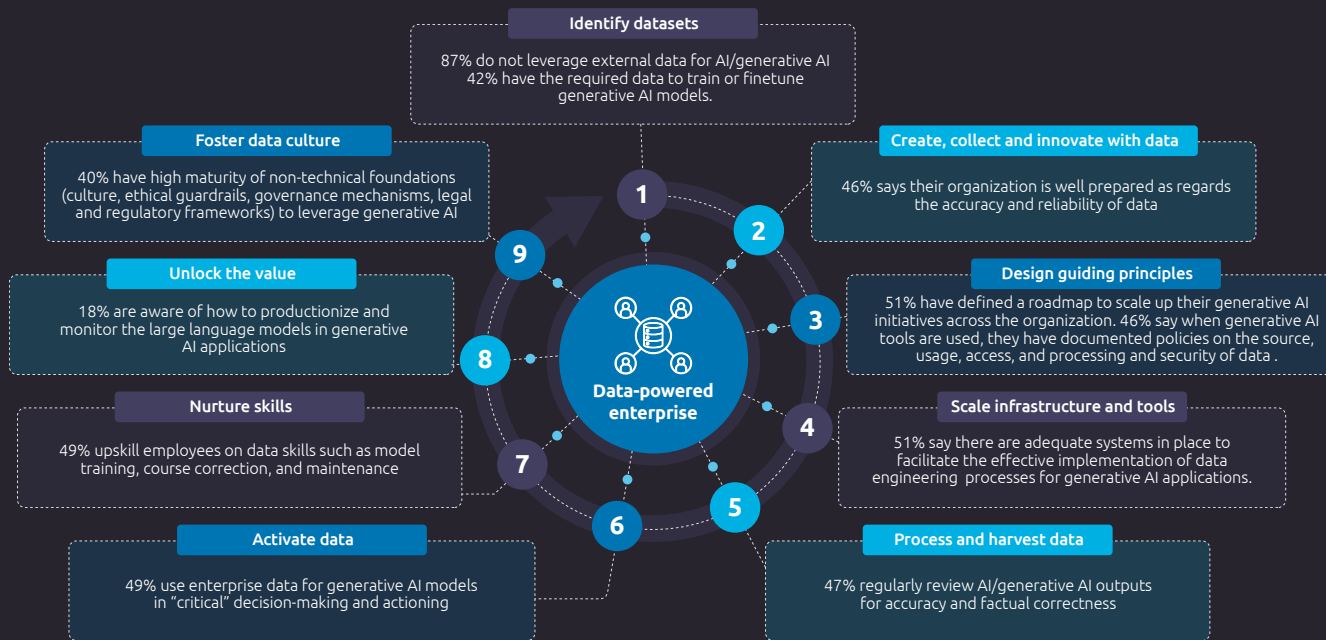 Identify datasets
87% do not leverage external data for AI/generative AI
42% have the required data to train or finetune
generative AI models.
1
Create, collect and innovate with data
46% says their organization is well prepared as regards
the accuracy and reliability of data
2
Design guiding principles
51% have defined a roadmap to scale up their generative AI
initiatives across the organization. 46% say when generative AI
tools are used, they have documented policies on the source,
usage, access, and processing and security of data .
3
Scale infrastructure and tools
51% say there are adequate systems in place to
facilitate the effective implementation of data
engineering processes for generative AI applications.
4
Process and harvest data
47% regularly review AI/generative AI outputs
for accuracy and factual correctness
5
Activate data
49% use enterprise data for generative AI models
in “critical” decision-making and actioning
6
Nurture skills
49% upskill employees on data skills such as model
training, course correction, and maintenance
7
Unlock the value
18% are aware of how to productionize and
monitor the large language models in generative
AI applications
8
Foster data culture
40% have high maturity of non-technical foundations
(culture, ethical guardrails, governance mechanisms, legal
and regulatory frameworks) to leverage generative AI
9
Data-powered
enterprise